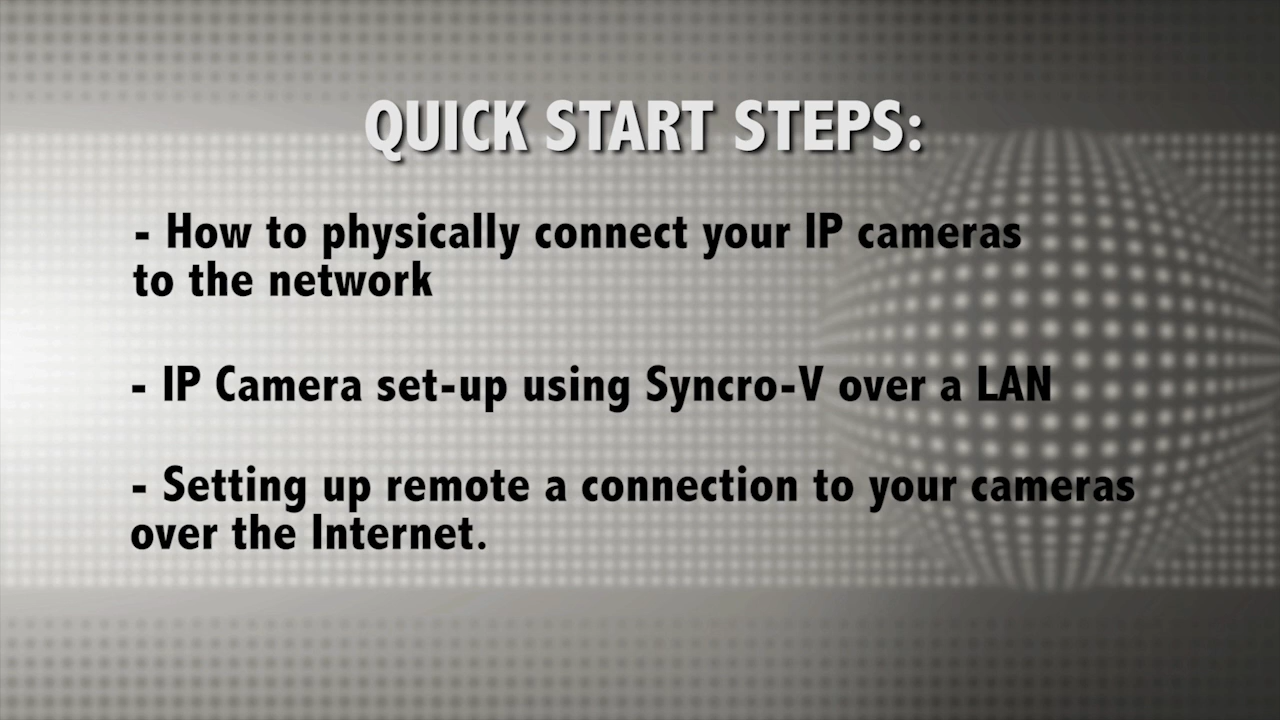 QUICK START STEPS:
- How to physically connect your IP cameras
to the network
- IP Camera set-up using Syncro-V over a LAN
- Setting up remote a connection to your cameras
over the Internet.